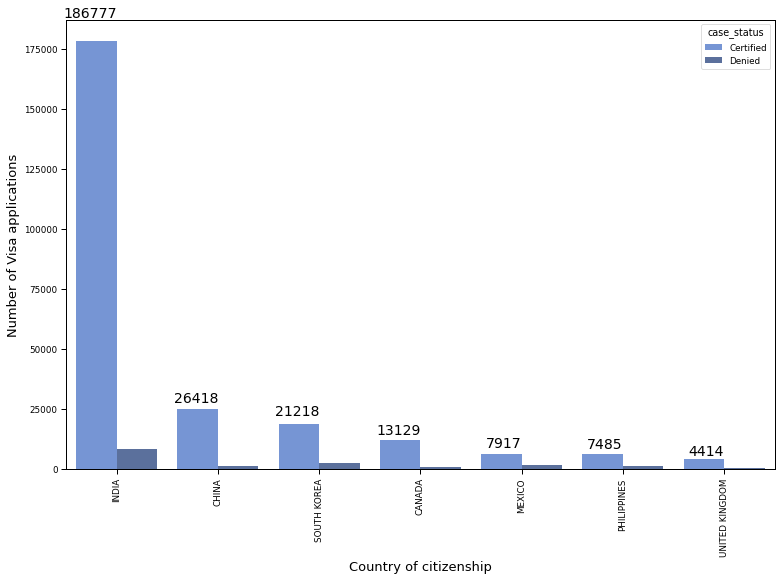 186777
case_status
Certified
Denied
175000
150000
125000
100000
75000
50000
25000
0
26418
21218
13129
7917
7485
4414
Number of Visa applications
INDIA
CHINA
SOUTH KOREA
CANADA
MEXICO
PHILIPPINES
UNITED KINGDOM
Country of citizenship